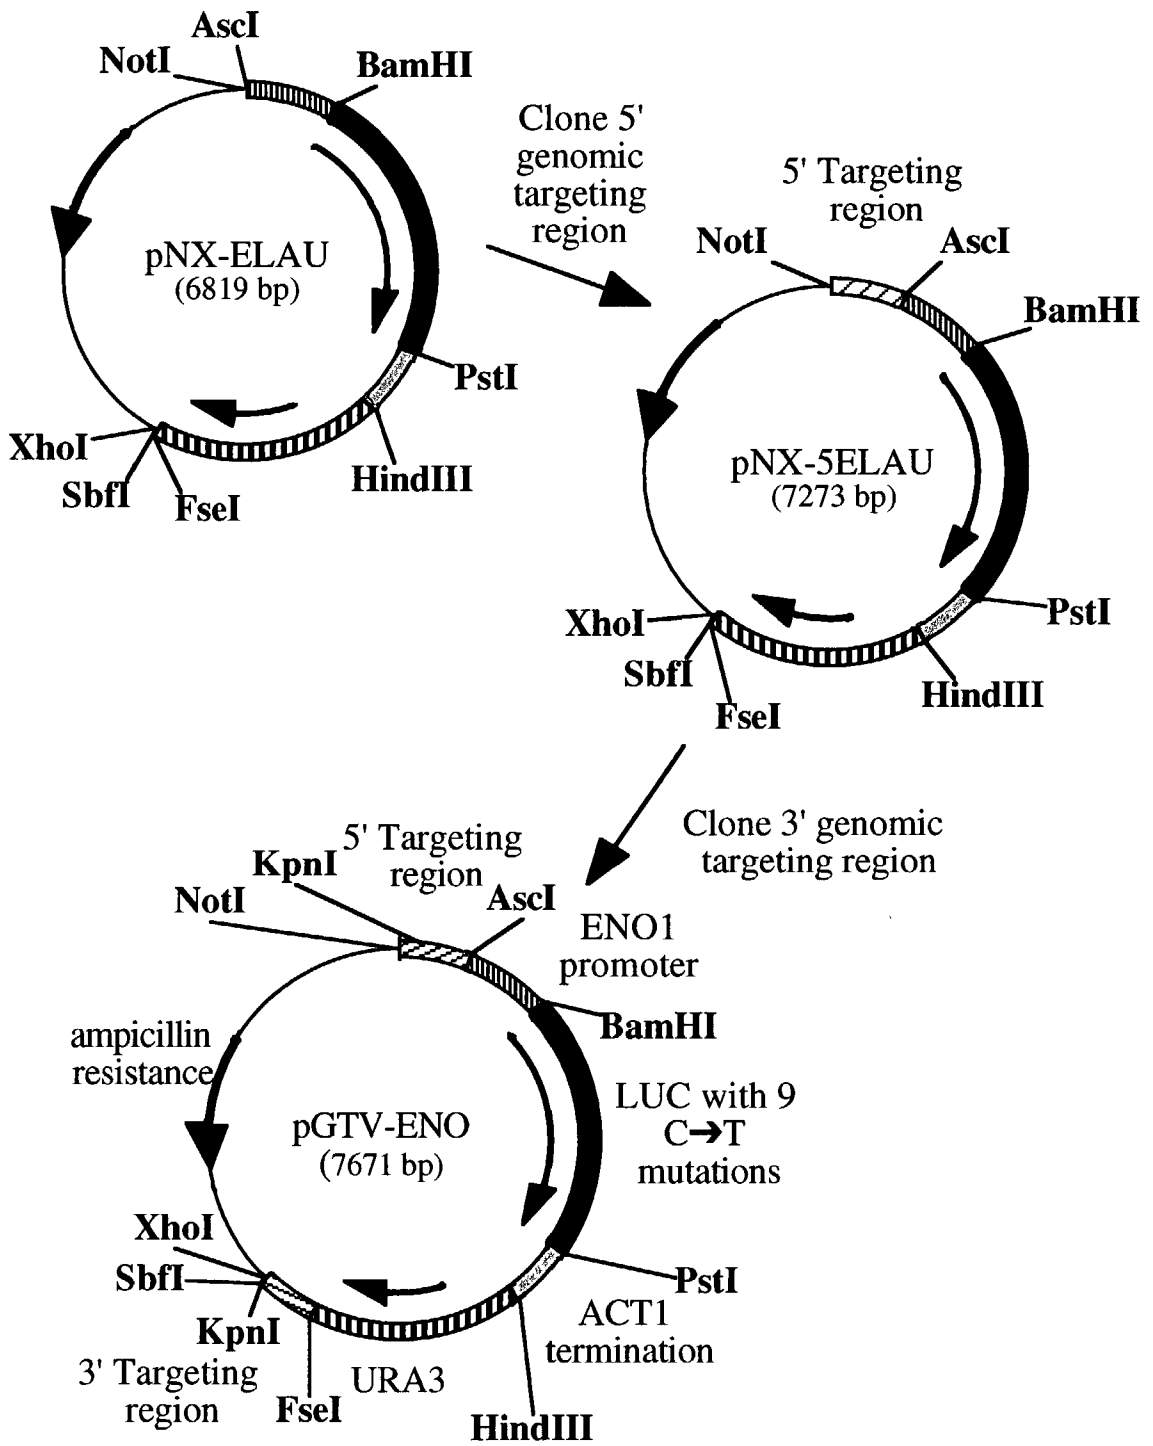 AscI
NotI
BamHI
pNX-ELAU
(6819 bp)
PstI
XhoI
SbfI
FseI
HindIII
Clone 5'
genomic
targeting
region
5' Targeting
region
NotI
AscI
BamHI
pNX-5ELAU
(7273 bp)
XhoI
SbfI
FseI
PstI
HindIII
Clone 3' genomic
targeting region
5' Targeting
region
KpnI
NotI
AscI
ENO1
promoter
BamHI
ampicillin
resistance
LUC with 9
C➔T
mutations
pGTV-ENO
(7671 bp)
XhoI
SbfI
KpnI
3' Targeting
region
FseI
URA3
PstI
ACT1
termination
HindIII